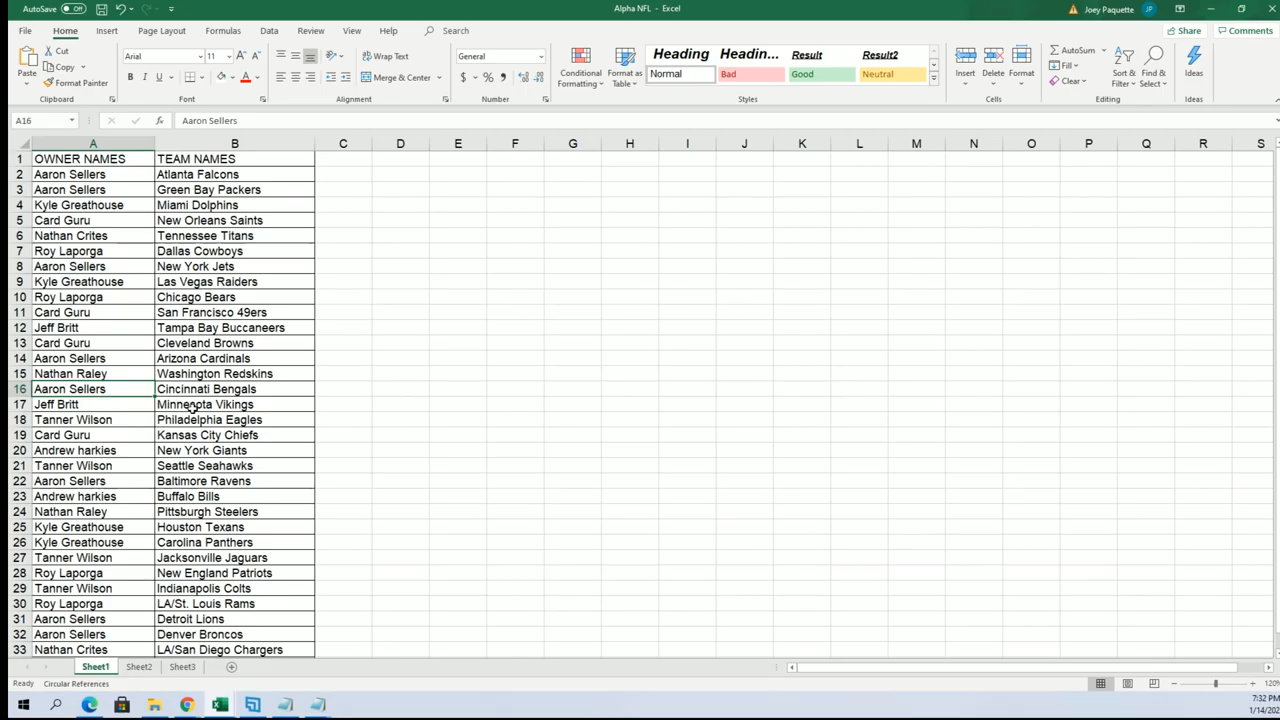 AutoSave Off Alpha NFL - Excel Joey Paquette JP
File Home Insert Page Layout Formulas Data Review View Help Search Share Comments
Paste Cut Copy Format Painter Clipboard
Arial 11 A A B I U A Font
Wrap Text Merge & Center Alignment
General $ % Number
Conditional Formatting Format as Table
Heading Headin... Result Result2
Normal Bad Good Neutral
Styles
Insert Delete Format Cells
AutoSum Fill Clear Sort & Filter Find & Select Editing
Ideas Ideas
A16 fx Aaron Sellers
A B C D E F G H I J K L M N O P Q R S
1 OWNER NAMES TEAM NAMES
2 Aaron Sellers Atlanta Falcons
3 Aaron Sellers Green Bay Packers
4 Kyle Greathouse Miami Dolphins
5 Card Guru New Orleans Saints
6 Nathan Crites Tennessee Titans
7 Roy Laporga Dallas Cowboys
8 Aaron Sellers New York Jets
9 Kyle Greathouse Las Vegas Raiders
10 Roy Laporga Chicago Bears
11 Card Guru San Francisco 49ers
12 Jeff Britt Tampa Bay Buccaneers
13 Card Guru Cleveland Browns
14 Aaron Sellers Arizona Cardinals
15 Nathan Raley Washington Redskins
16 Aaron Sellers Cincinnati Bengals
17 Jeff Britt Minnesota Vikings
18 Tanner Wilson Philadelphia Eagles
19 Card Guru Kansas City Chiefs
20 Andrew harkies New York Giants
21 Tanner Wilson Seattle Seahawks
22 Aaron Sellers Baltimore Ravens
23 Andrew harkies Buffalo Bills
24 Nathan Raley Pittsburgh Steelers
25 Kyle Greathouse Houston Texans
26 Kyle Greathouse Carolina Panthers
27 Tanner Wilson Jacksonville Jaguars
28 Roy Laporga New England Patriots
29 Tanner Wilson Indianapolis Colts
30 Roy Laporga LA/St. Louis Rams
31 Aaron Sellers Detroit Lions
32 Aaron Sellers Denver Broncos
33 Nathan Crites LA/San Diego Chargers
Sheet1 Sheet2 Sheet3
Ready Circular References 120%
7:32 PM
1/14/202